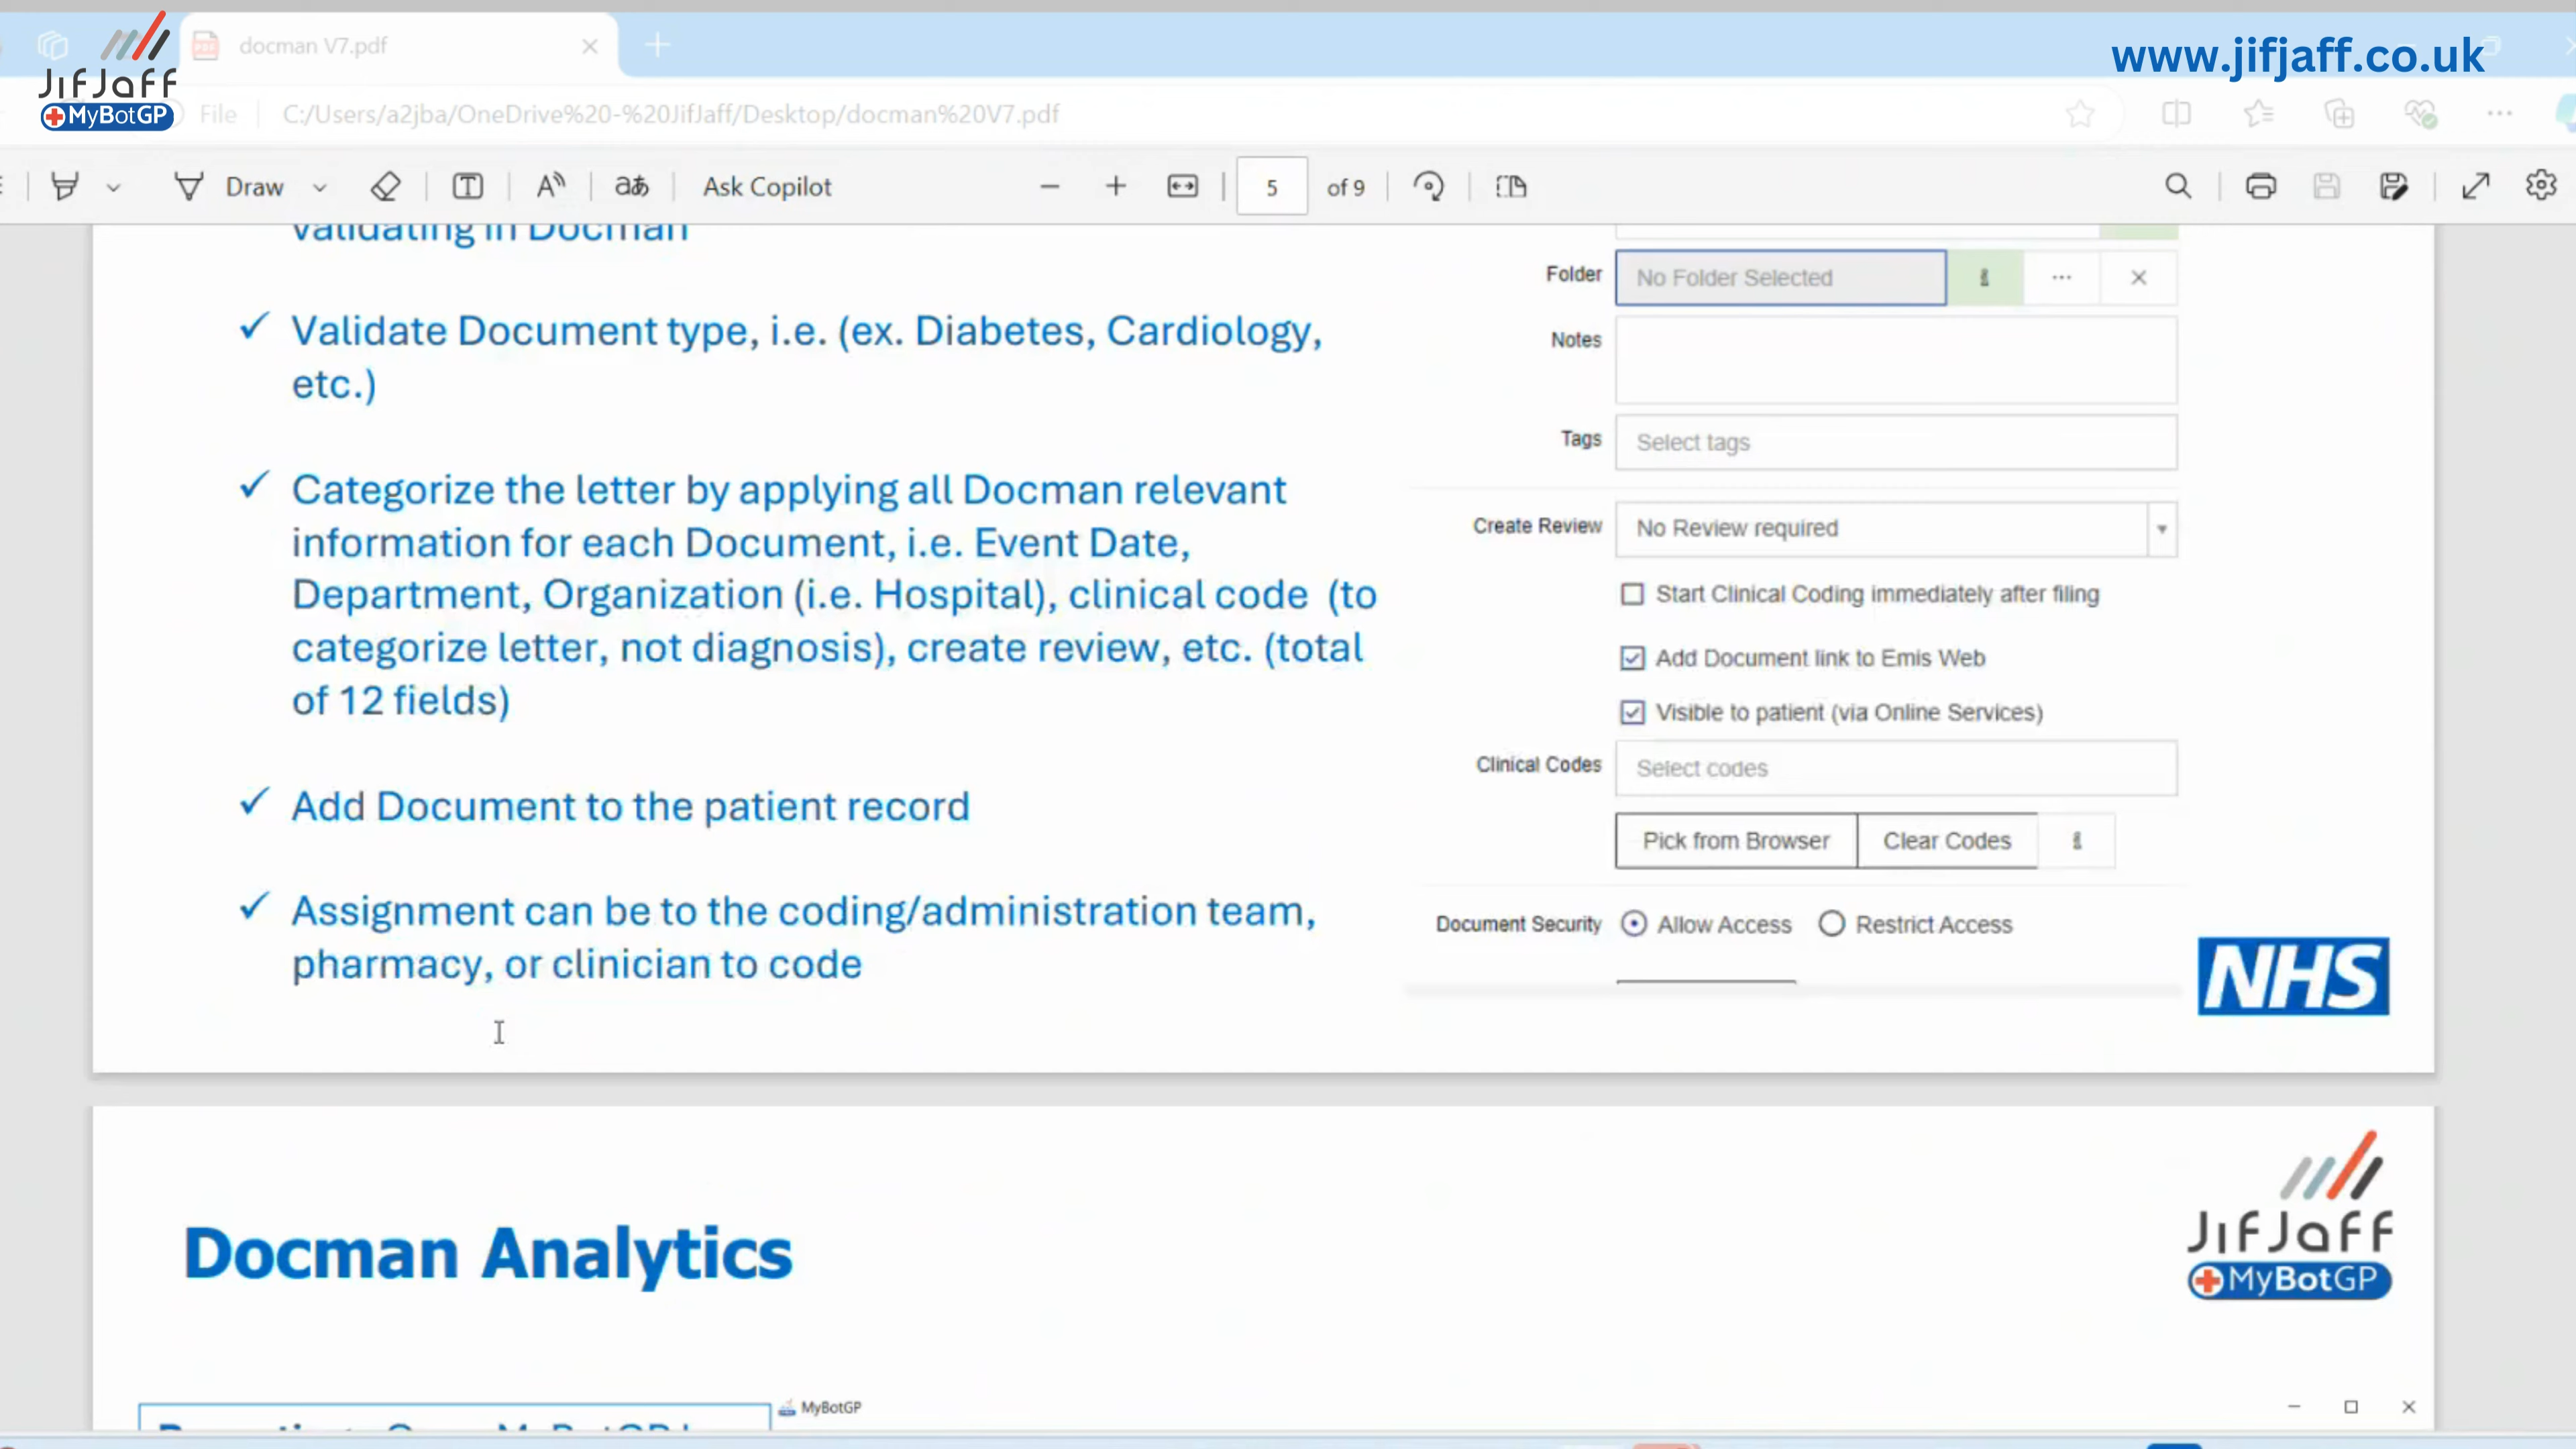 docman V7.pdf
www.jifjaff.co.uk
JifJaff
MyBotGP
File
C:/Users/a2jba/OneDrive%20-%20JifJaff/Desktop/docman%20V7.pdf
Draw
Ask Copilot
5 of 9
validating in Docman
✓ Validate Document type, i.e. (ex. Diabetes, Cardiology,
etc.)
✓ Categorize the letter by applying all Docman relevant
information for each Document, i.e. Event Date,
Department, Organization (i.e. Hospital), clinical code (to
categorize letter, not diagnosis), create review, etc. (total
of 12 fields)
✓ Add Document to the patient record
✓ Assignment can be to the coding/administration team,
pharmacy, or clinician to code
Folder No Folder Selected
Notes
Tags Select tags
Create Review No Review required
Start Clinical Coding immediately after filing
Add Document link to Emis Web
Visible to patient (via Online Services)
Clinical Codes Select codes
Pick from Browser Clear Codes
Document Security Allow Access Restrict Access
NHS
Docman Analytics
JifJaff
MyBotGP
MyBotGP